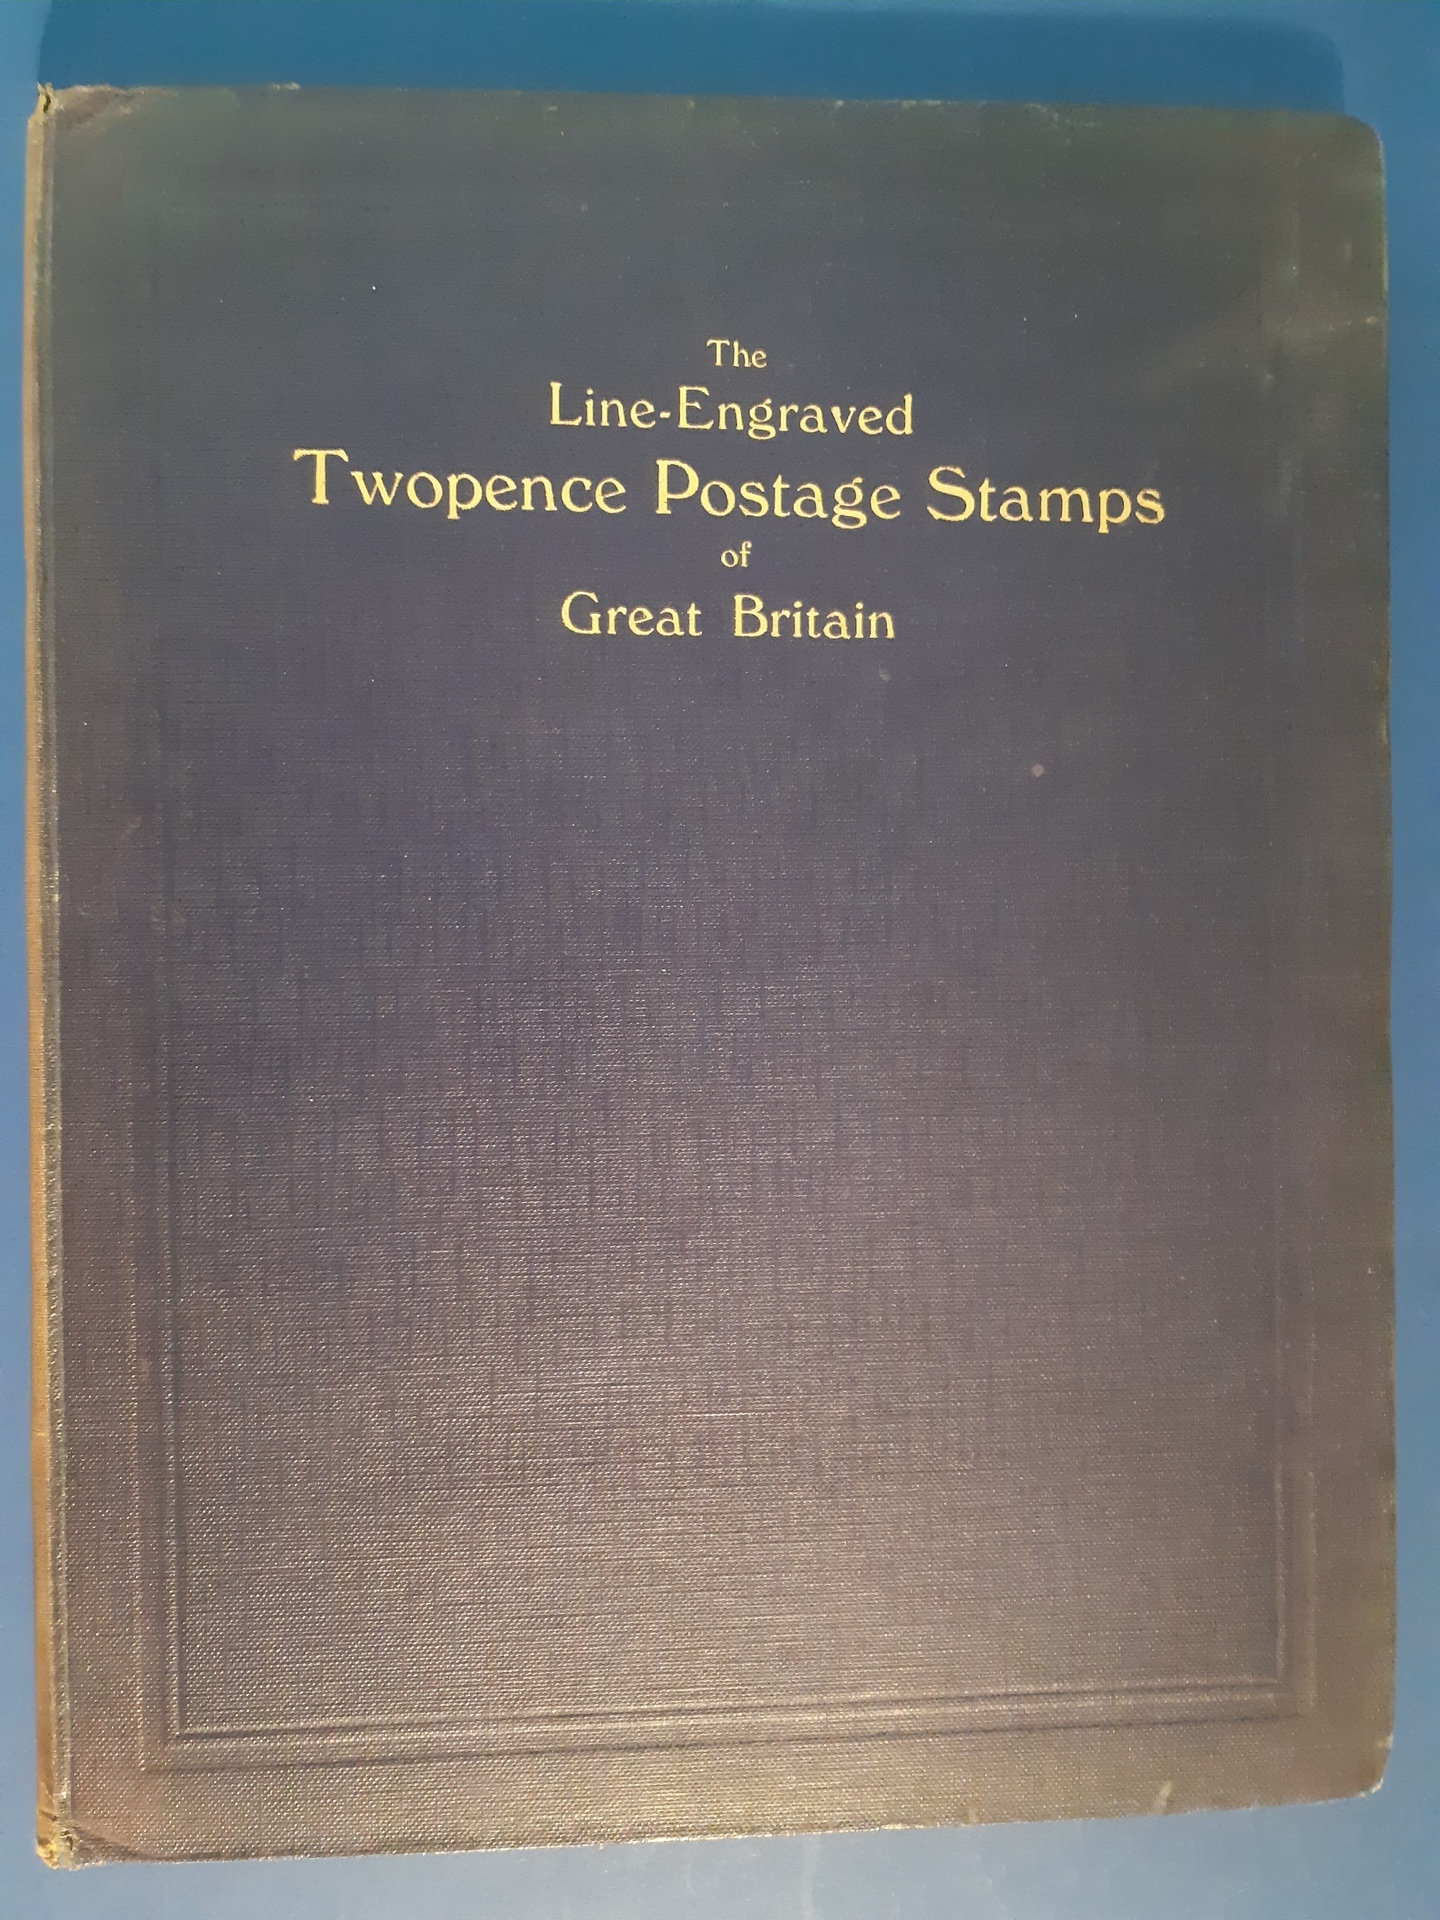 The
Line-Engraved
Twopence Postage Stamps
of
Great Britain